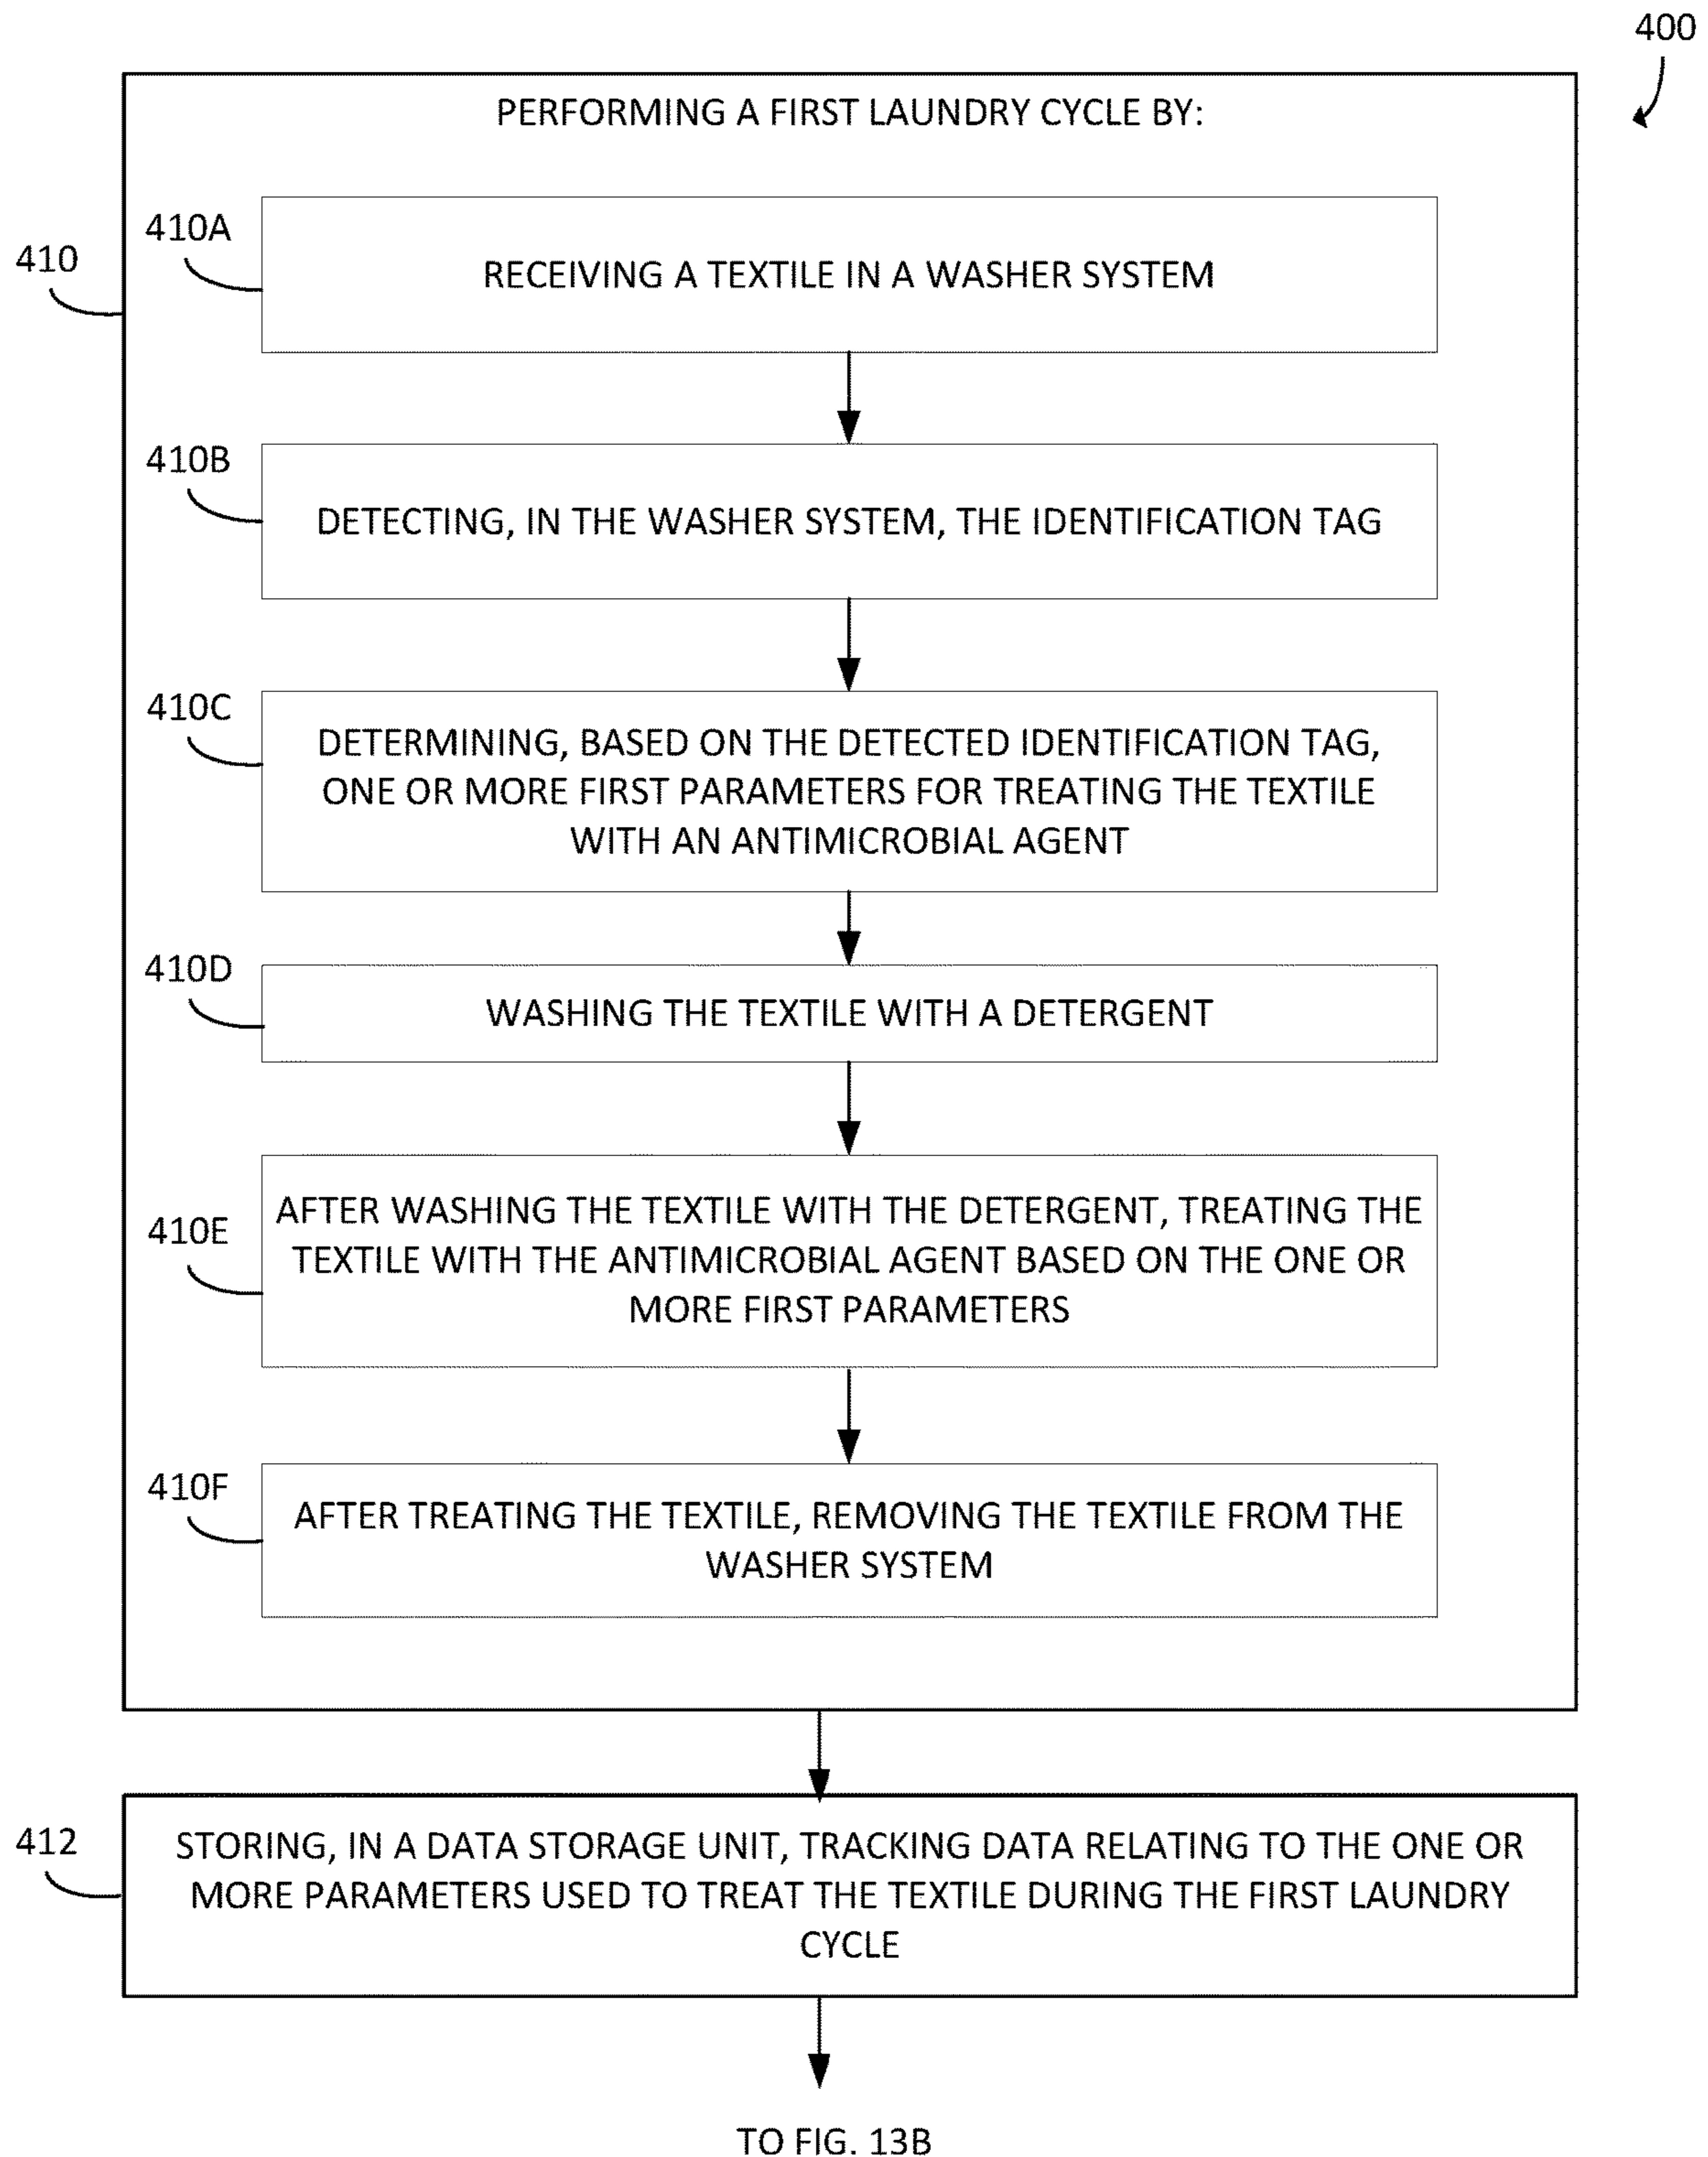 400
PERFORMING A FIRST LAUNDRY CYCLE BY:
410
410A
RECEIVING A TEXTILE IN A WASHER SYSTEM
410B
DETECTING, IN THE WASHER SYSTEM, THE IDENTIFICATION TAG
410C
DETERMINING, BASED ON THE DETECTED IDENTIFICATION TAG,
ONE OR MORE FIRST PARAMETERS FOR TREATING THE TEXTILE
WITH AN ANTIMICROBIAL AGENT
410D
WASHING THE TEXTILE WITH A DETERGENT
410E
AFTER WASHING THE TEXTILE WITH THE DETERGENT, TREATING THE
TEXTILE WITH THE ANTIMICROBIAL AGENT BASED ON THE ONE OR
MORE FIRST PARAMETERS
410F
AFTER TREATING THE TEXTILE, REMOVING THE TEXTILE FROM THE
WASHER SYSTEM
412
STORING, IN A DATA STORAGE UNIT, TRACKING DATA RELATING TO THE ONE OR
MORE PARAMETERS USED TO TREAT THE TEXTILE DURING THE FIRST LAUNDRY
CYCLE
TO FIG. 13B